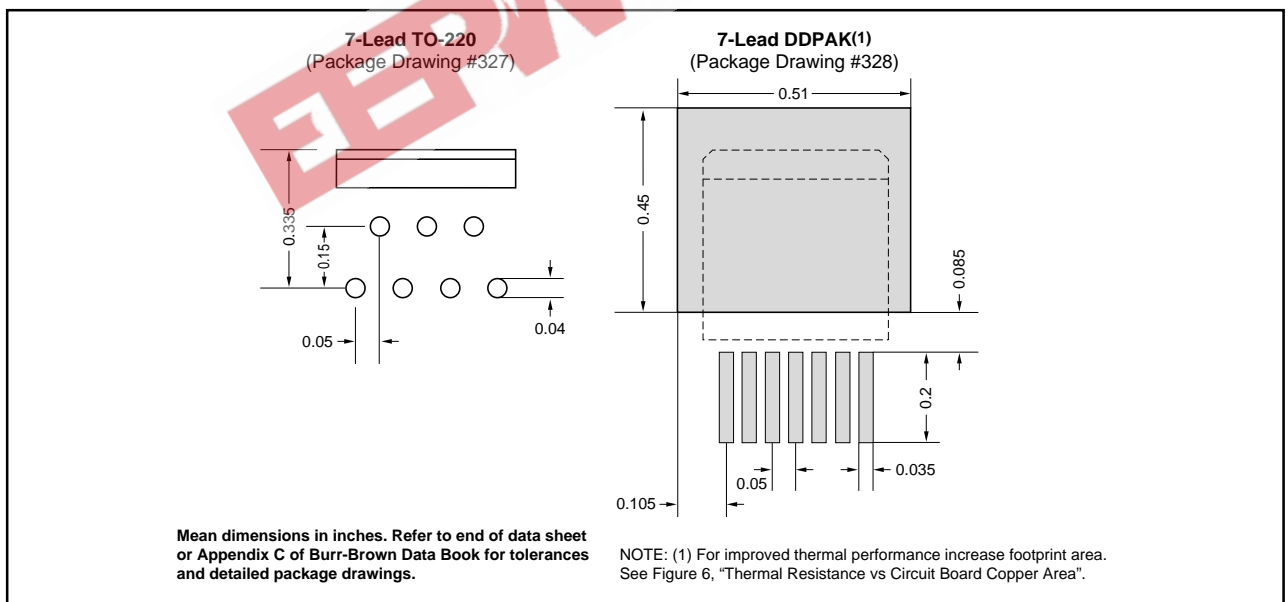 7-Lead TO-220
(Package Drawing #327)
0.335
0.15
0.05
0.04
7-Lead DDPAK(1)
(Package Drawing #328)
0.51
0.45
0.085
0.2
0.05
0.035
0.105
Mean dimensions in inches. Refer to end of data sheet
or Appendix C of Burr-Brown Data Book for tolerances
and detailed package drawings.
NOTE: (1) For improved thermal performance increase footprint area.
See Figure 6, “Thermal Resistance vs Circuit Board Copper Area”.